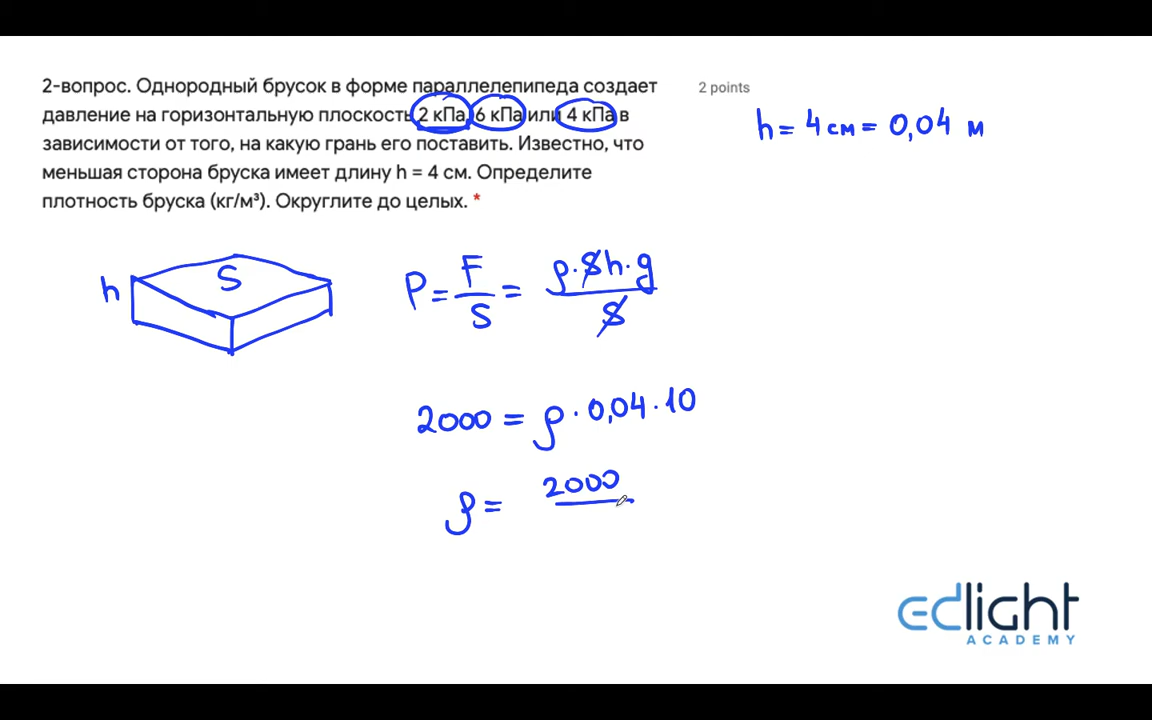 2-вопрос. Однородный брусок в форме параллелепипеда создает
давление на горизонтальную плоскость 2 кПа, 6 кПа или 4 кПа в
зависимости от того, на какую грань его поставить. Известно, что
меньшая сторона бруска имеет длину h = 4 см. Определите
плотность бруска (кг/м³). Округлите до целых. *
2 points
h = 4 см = 0,04 м
h
S
P = F/S = ρ·S h·g/S
2000 = ρ · 0,04 · 10
ρ = 2000
edlight
ACADEMY